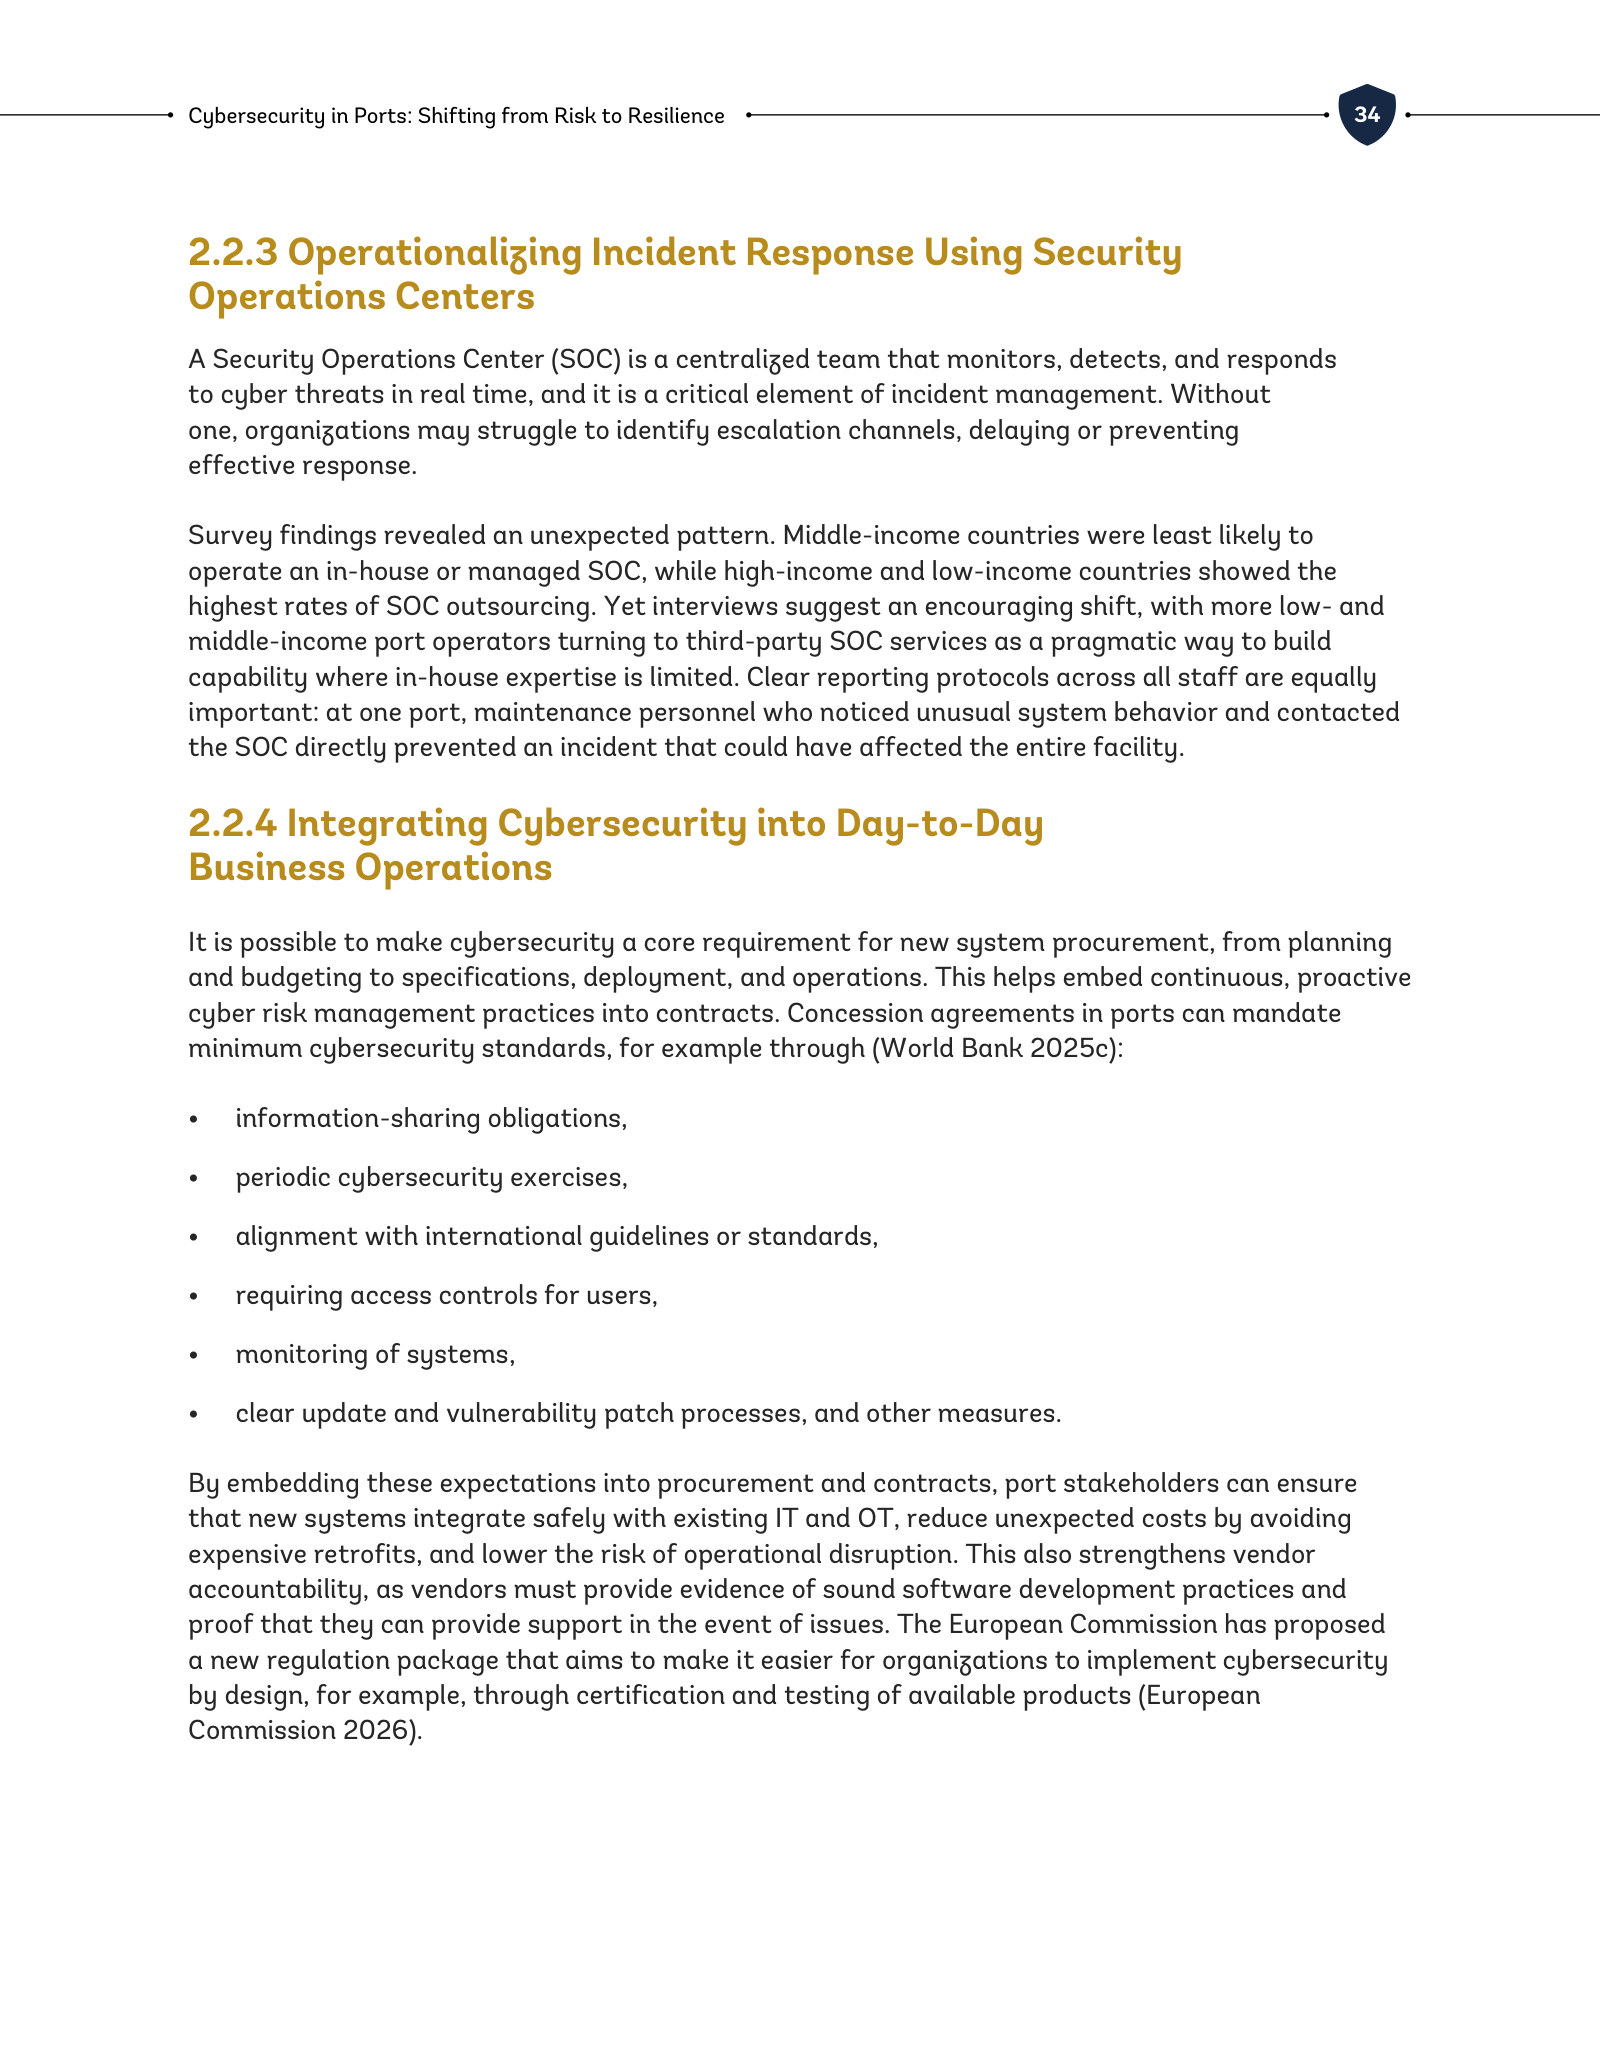 Cybersecurity in Ports: Shifting from Risk to Resilience
34
2.2.3 Operationalizing Incident Response Using Security
Operations Centers
A Security Operations Center (SOC) is a centralized team that monitors, detects, and responds
to cyber threats in real time, and it is a critical element of incident management. Without
one, organizations may struggle to identify escalation channels, delaying or preventing
effective response.
Survey findings revealed an unexpected pattern. Middle-income countries were least likely to
operate an in-house or managed SOC, while high-income and low-income countries showed the
highest rates of SOC outsourcing. Yet interviews suggest an encouraging shift, with more low- and
middle-income port operators turning to third-party SOC services as a pragmatic way to build
capability where in-house expertise is limited. Clear reporting protocols across all staff are equally
important: at one port, maintenance personnel who noticed unusual system behavior and contacted
the SOC directly prevented an incident that could have affected the entire facility.
2.2.4 Integrating Cybersecurity into Day-to-Day
Business Operations
It is possible to make cybersecurity a core requirement for new system procurement, from planning
and budgeting to specifications, deployment, and operations. This helps embed continuous, proactive
cyber risk management practices into contracts. Concession agreements in ports can mandate
minimum cybersecurity standards, for example through (World Bank 2025c):
• information-sharing obligations,
• periodic cybersecurity exercises,
• alignment with international guidelines or standards,
• requiring access controls for users,
• monitoring of systems,
• clear update and vulnerability patch processes, and other measures.
By embedding these expectations into procurement and contracts, port stakeholders can ensure
that new systems integrate safely with existing IT and OT, reduce unexpected costs by avoiding
expensive retrofits, and lower the risk of operational disruption. This also strengthens vendor
accountability, as vendors must provide evidence of sound software development practices and
proof that they can provide support in the event of issues. The European Commission has proposed
a new regulation package that aims to make it easier for organizations to implement cybersecurity
by design, for example, through certification and testing of available products (European
Commission 2026).